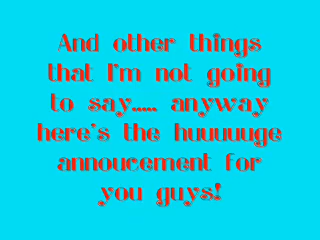 And other things
that I'm not going
to say..... anyway
here's the huuuuge
annoucement for
you guys!